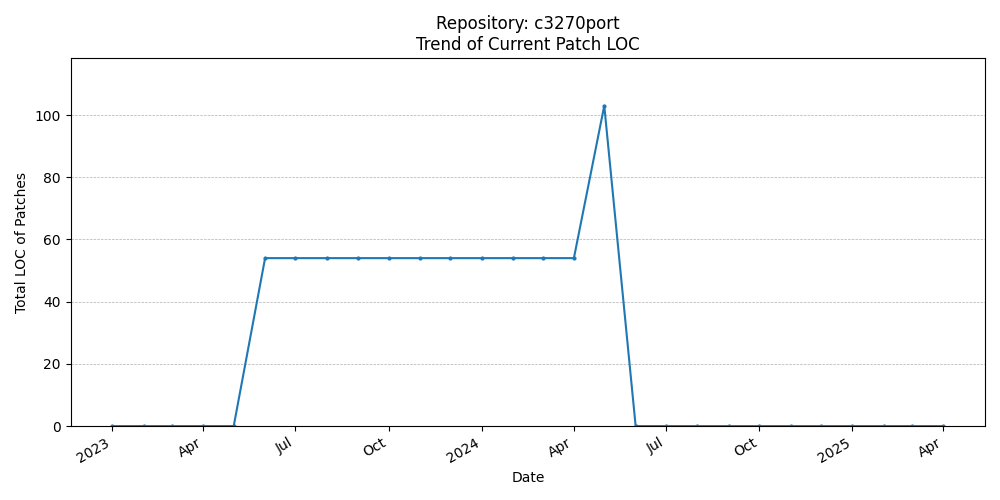 Repository: c3270port
Trend of Current Patch LOC
Total LOC of Patches
100
80
60
40
20
0
2023
Apr
Jul
Oct
2024
Apr
Jul
Oct
2025
Apr
Date